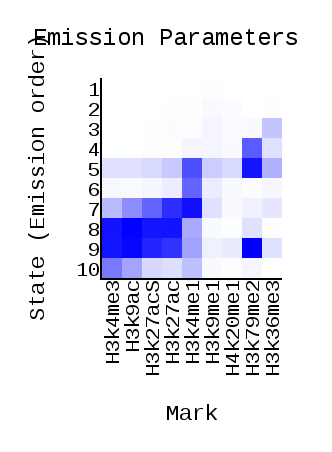 Emission Parameters
State (Emission order)
1
2
3
4
5
6
7
8
9
10
H3k4me3
H3k9ac
H3k27acS
H3k27ac
H3k4me1
H3k9me1
H4k20me1
H3k79me2
H3k36me3
Mark